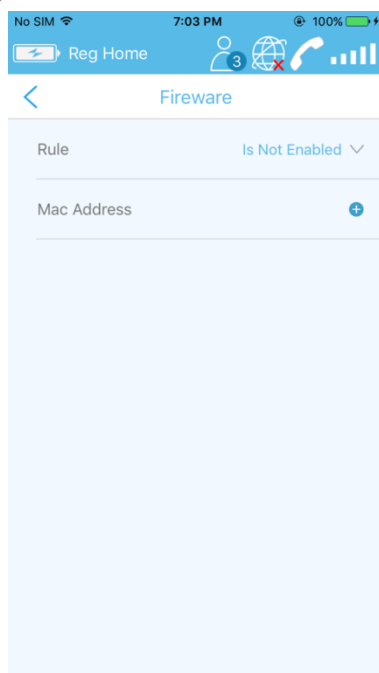 No SIM 7:03 PM 100%
Reg Home 3
Fireware
Rule Is Not Enabled
Mac Address